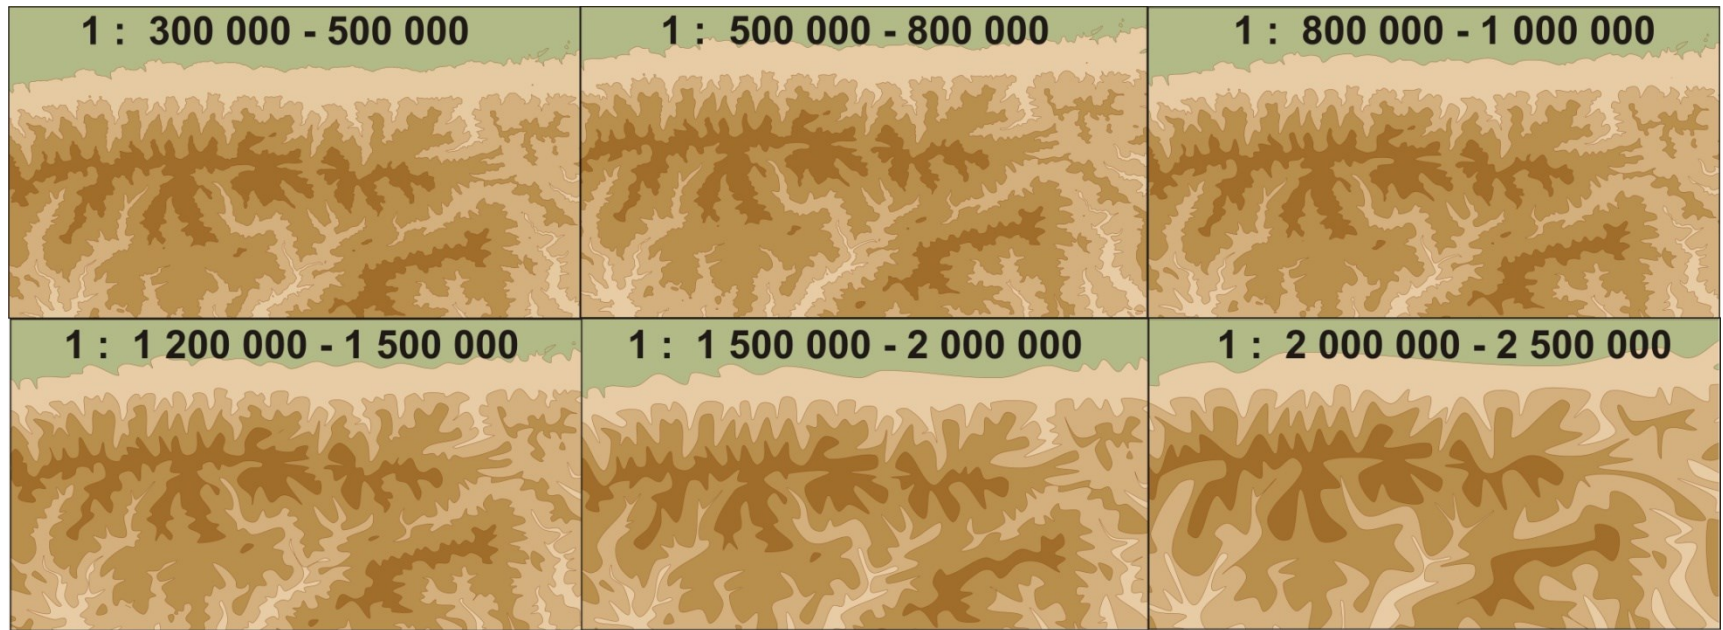 1 : 300 000 - 500 000
1 : 500 000 - 800 000
1 : 800 000 - 1 000 000
1 : 1 200 000 - 1 500 000
1 : 1 500 000 - 2 000 000
1 : 2 000 000 - 2 500 000